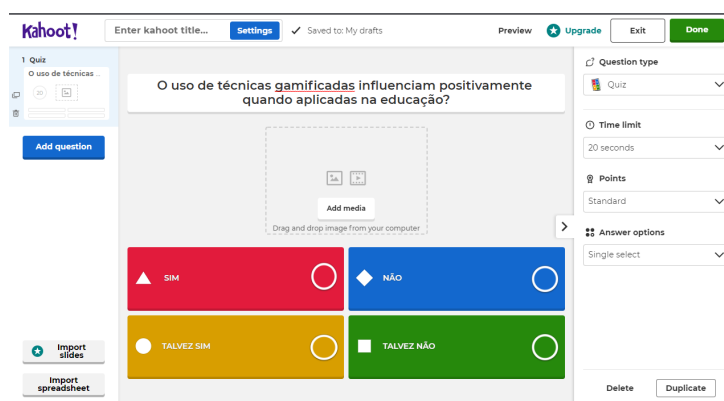 Kahoot!
Enter kahoot title...
Settings
Saved to: My drafts
Preview
Upgrade
Exit
Done
1 Quiz
O uso de técnicas ...
20
Add question
Import
slides
Import
spreadsheet
O uso de técnicas gamificadas influenciam positivamente
quando aplicadas na educação?
Add media
Drag and drop image from your computer
SIM
NÃO
TALVEZ SIM
TALVEZ NÃO
Question type
Quiz
Time limit
20 seconds
Points
Standard
Answer options
Single select
Delete
Duplicate